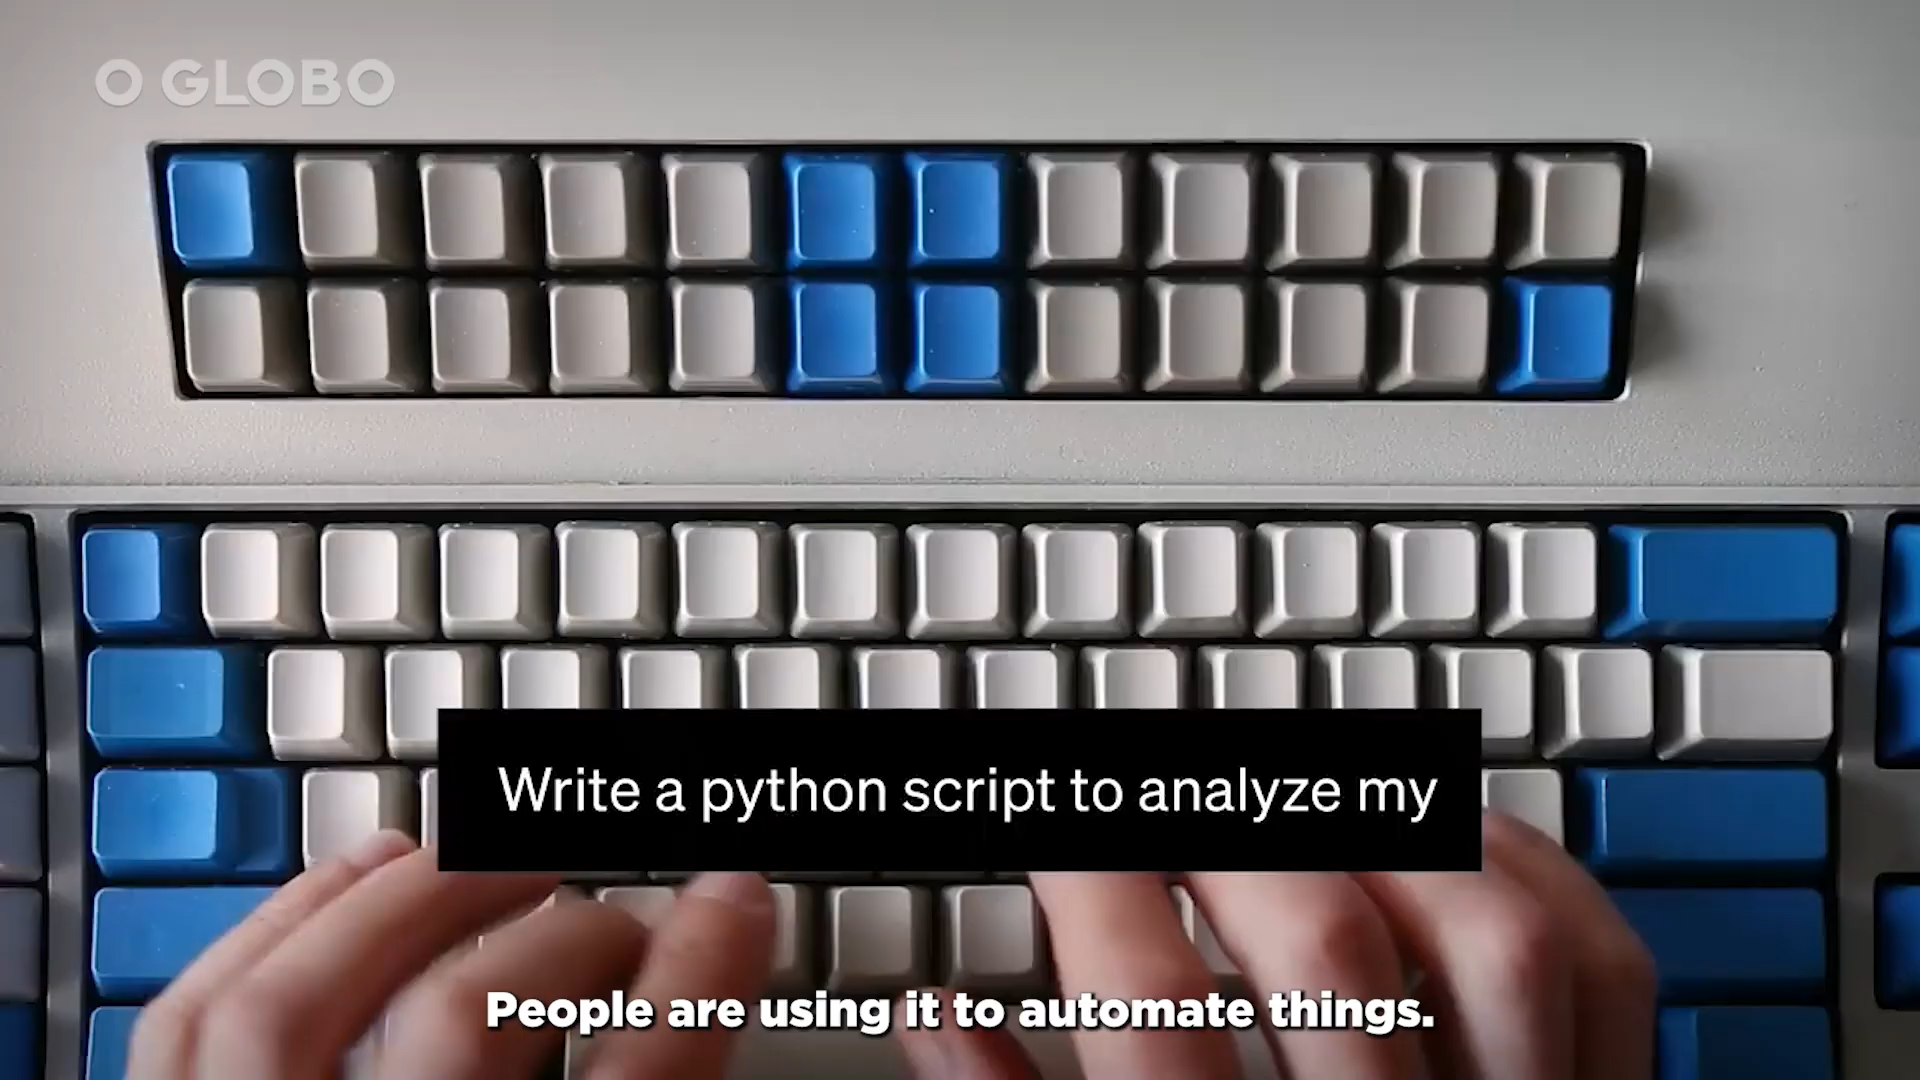 O GLOBO
Write a python script to analyze my
People are using it to automate things.